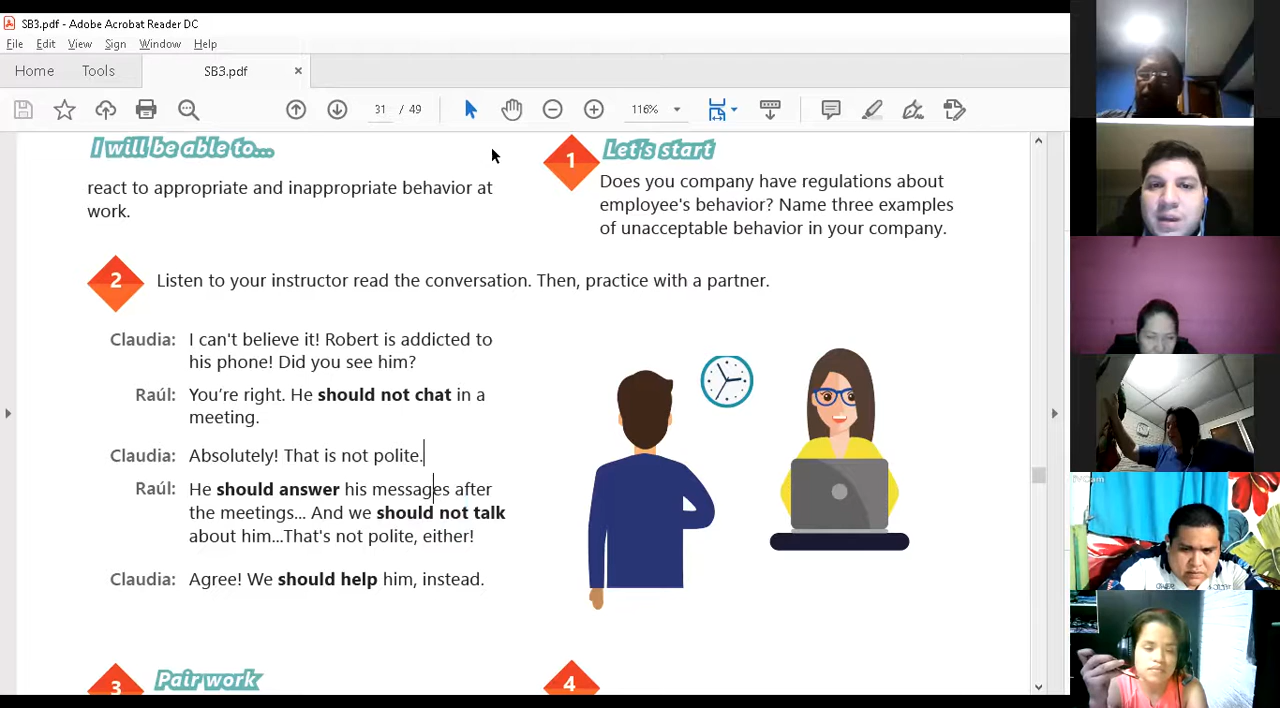 SB3.pdf - Adobe Acrobat Reader DC
File Edit View Sign Window Help
Home Tools SB3.pdf ×
31 / 49 116%
I will be able to...
react to appropriate and inappropriate behavior at
work.
1 Let's start
Does you company have regulations about
employee's behavior? Name three examples
of unacceptable behavior in your company.
2 Listen to your instructor read the conversation. Then, practice with a partner.
Claudia: I can't believe it! Robert is addicted to
his phone! Did you see him?
Raúl: You’re right. He should not chat in a
meeting.
Claudia: Absolutely! That is not polite.
Raúl: He should answer his messages after
the meetings... And we should not talk
about him...That's not polite, either!
Claudia: Agree! We should help him, instead.
3 Pair work
4